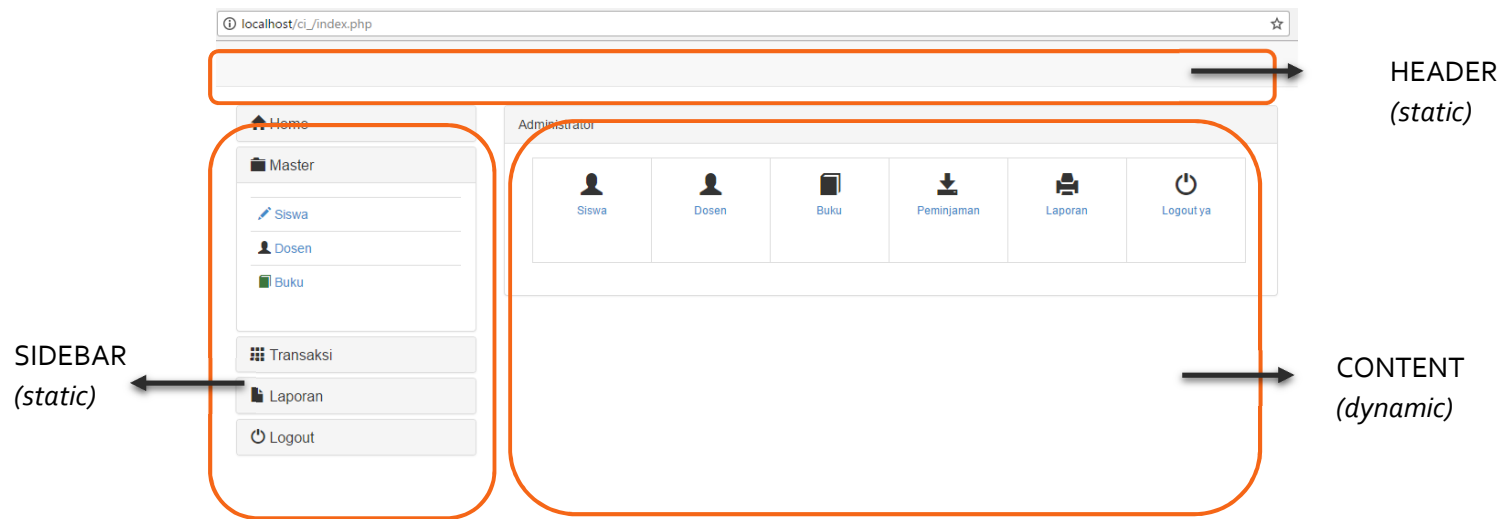 localhost/ci_/index.php
HEADER
(static)
Home
Master
Siswa
Dosen
Buku
Transaksi
Laporan
Logout
SIDEBAR
(static)
Administrator
Siswa
Dosen
Buku
Peminjaman
Laporan
Logout ya
CONTENT
(dynamic)